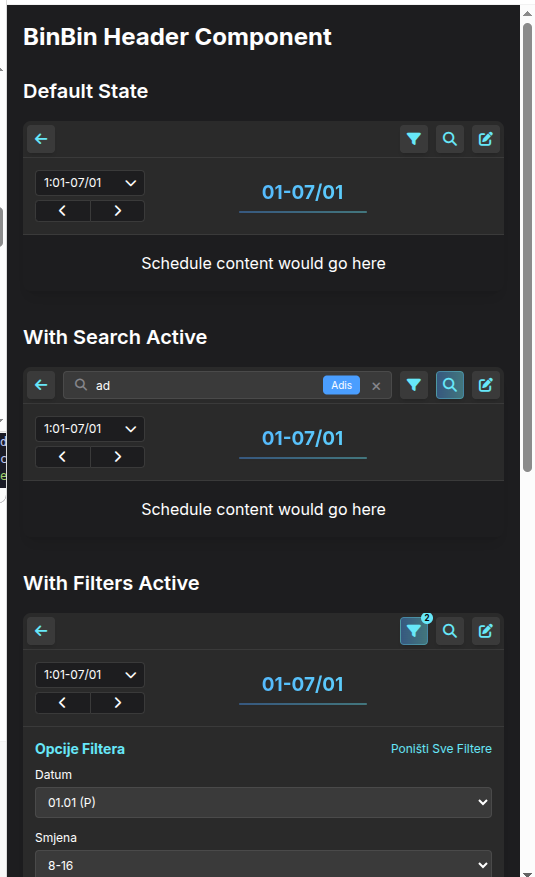 BinBin Header Component
Default State
1:01-07/01
01-07/01
Schedule content would go here
With Search Active
ad
Adis
1:01-07/01
01-07/01
Schedule content would go here
With Filters Active
2
1:01-07/01
01-07/01
Opcije Filtera
Poništi Sve Filtere
Datum
01.01 (P)
Smjena
8-16